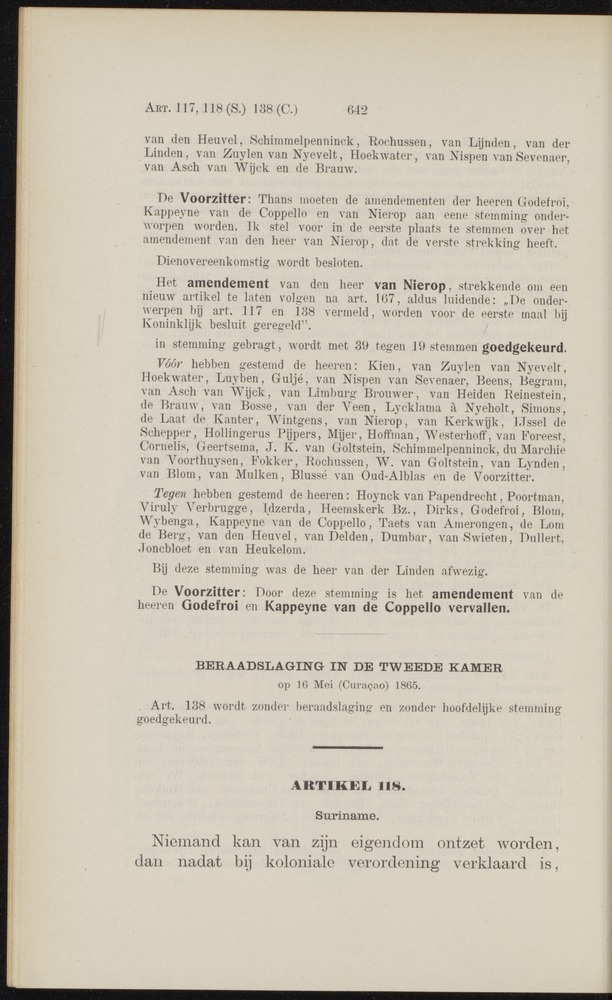 ART. 117, 118 (S.) 138 (C.) 642
van den Heuvel, Schimmelpenninck, Rochussen, van Lijnden, van der
Linden, van Zuylen van Nyevelt, Hoekwater, van Nispen van Sevenaer,
van Asch van Wijck en de Brauw.
De Voorzitter: Thans moeten de amendementen der heeren Godefroi,
Kappeyne van de Coppello en van Nierop aan eene stemming onder-
worpen worden. Ik stel voor in de eerste plaats te stemmen over het
amendement van den heer van Nierop, dat de verste strekking heeft.
Dienovereenkomstig wordt besloten.
Het amendement van den heer van Nierop, strekkende om een
nieuw artikel te laten volgen na art. 167, aldus luidende: „De onder-
werpen bij art. 117 en 138 vermeld, worden voor de eerste maal bij
Koninklijk besluit geregeld”.
in stemming gebragt, wordt met 39 tegen 19 stemmen goedgekeurd.
Vóór hebben gestemd de heeren: Kien, van Zuylen van Nyevelt,
Hoekwater, Luyben, Guljé, van Nispen van Sevenaer, Beens, Begram,
van Asch van Wijck, van Limburg Brouwer, van Heiden Reinestein,
de Brauw, van Bosse, van der Veen, Lycklama à Nyeholt, Simons,
de Laat de Kanter, Wintgens, van Nierop, van Kerkwijk, IJssel de
Schepper, Hollingerus Pijpers, Mijer, Hoffman, Westerhoff, van Foreest,
Cornelis, Geertsema, J. K. van Goltstein, Schimmelpenninck, du Marchie
van Voorthuysen, Fokker, Rochussen, W. van Goltstein, van Lynden,
van Blom, van Mulken, Blussé van Oud-Alblas en de Voorzitter.
Tegen hebben gestemd de heeren: Hoynck van Papendrecht, Poortman,
Viruly Verbrugge, Idzerda, Heemskerk Bz., Dirks, Godefroi, Blom,
Wybenga, Kappeyne van de Coppello, Taets van Amerongen, de Lom
de Berg, van den Heuvel, van Delden, Dumbar, van Swieten, Dullert,
Joncbloet en van Heukelom.
Bij deze stemming was de heer van der Linden afwezig.
De Voorzitter: Door deze stemming is het amendement van de
heeren Godefroi en Kappeyne van de Coppello vervallen.
BERAADSLAGING IN DE TWEEDE KAMER
op 16 Mei (Curaçao) 1865.
Art. 138 wordt zonder beraadslaging en zonder hoofdelijke stemming
goedgekeurd.
ARTIKEL 118.
Suriname.
Niemand kan van zijn eigendom ontzet worden,
dan nadat bij koloniale verordening verklaard is,